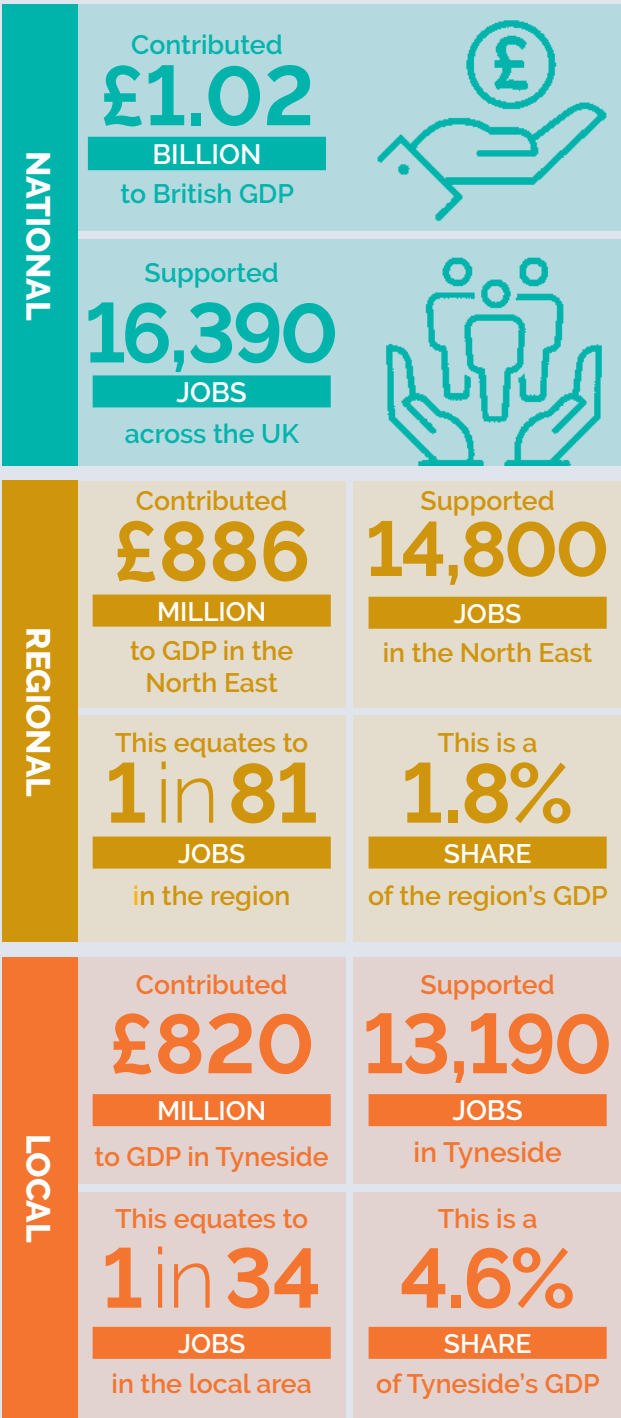 NATIONAL
Contributed
£1.02
BILLION
to British GDP
£
Supported
16,390
JOBS
across the UK
REGIONAL
Contributed
£886
MILLION
to GDP in the
North East
Supported
14,800
JOBS
in the North East
This equates to
1 in 81
JOBS
in the region
This is a
1.8%
SHARE
of the region's GDP
LOCAL
Contributed
£820
MILLION
to GDP in Tyneside
Supported
13,190
JOBS
in Tyneside
This equates to
1 in 34
JOBS
in the local area
This is a
4.6%
SHARE
of Tyneside's GDP